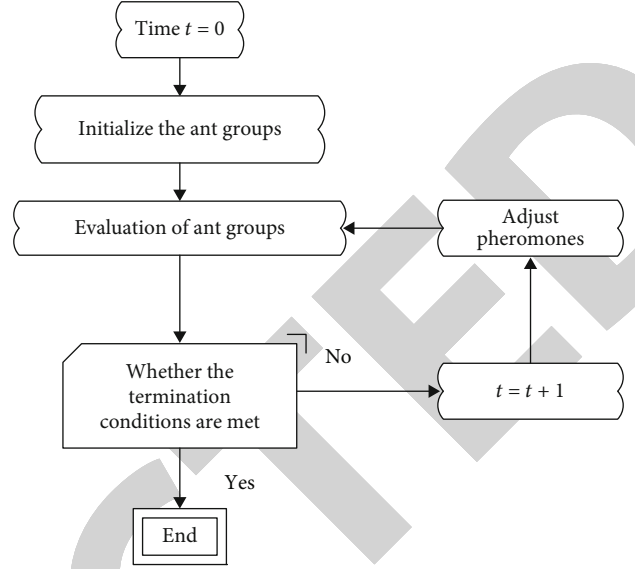 Time t = 0
Initialize the ant groups
Evaluation of ant groups
Adjust
pheromones
Whether the
termination
conditions are met
No
t = t + 1
Yes
End